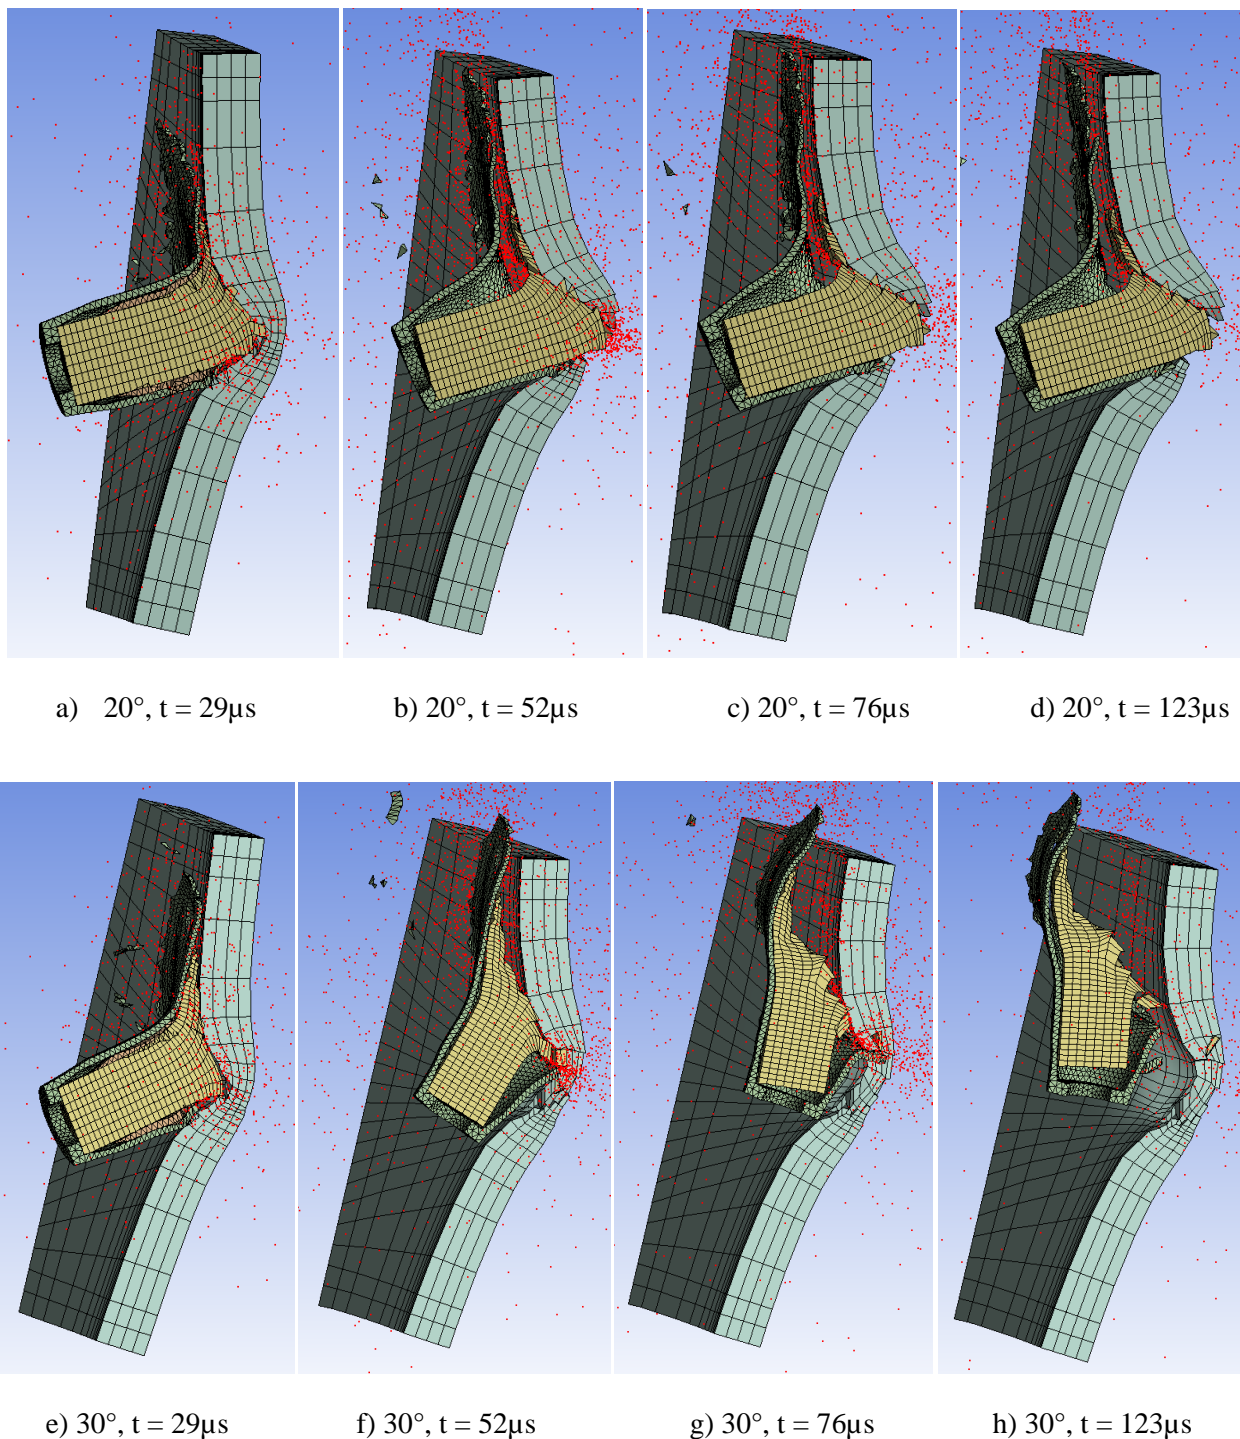 a) 20°, t = 29µs b) 20°, t = 52µs c) 20°, t = 76µs d) 20°, t = 123µs
e) 30°, t = 29µs f) 30°, t = 52µs g) 30°, t = 76µs h) 30°, t = 123µs